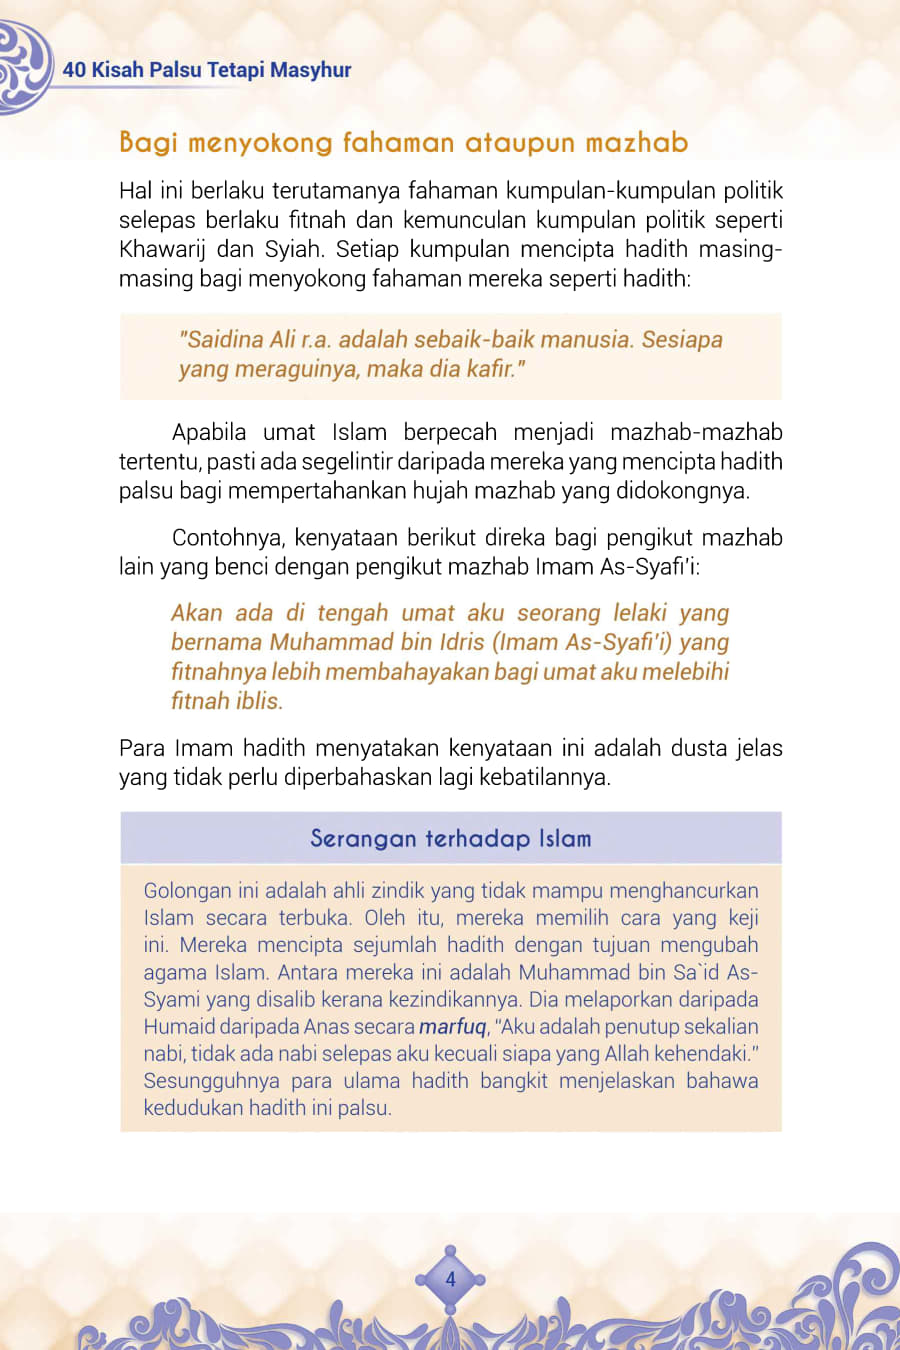 40 Kisah Palsu Tetapi Masyhur
Bagi menyokong fahaman ataupun mazhab
Hal ini berlaku terutamanya fahaman kumpulan-kumpulan politik
selepas berlaku fitnah dan kemunculan kumpulan politik seperti
Khawarij dan Syiah. Setiap kumpulan mencipta hadith masing-
masing bagi menyokong fahaman mereka seperti hadith:
"Saidina Ali r.a. adalah sebaik-baik manusia. Sesiapa
yang meraguinya, maka dia kafir."
Apabila umat Islam berpecah menjadi mazhab-mazhab
tertentu, pasti ada segelintir daripada mereka yang mencipta hadith
palsu bagi mempertahankan hujah mazhab yang didokongnya.
Contohnya, kenyataan berikut direka bagi pengikut mazhab
lain yang benci dengan pengikut mazhab Imam As-Syafi'i:
Akan ada di tengah umat aku seorang lelaki yang
bernama Muhammad bin Idris (Imam As-Syafi'i) yang
fitnahnya lebih membahayakan bagi umat aku melebihi
fitnah iblis.
Para Imam hadith menyatakan kenyataan ini adalah dusta jelas
yang tidak perlu diperbahaskan lagi kebatilannya.
Serangan terhadap Islam
Golongan ini adalah ahli zindik yang tidak mampu menghancurkan
Islam secara terbuka. Oleh itu, mereka memilih cara yang keji
ini. Mereka mencipta sejumlah hadith dengan tujuan mengubah
agama Islam. Antara mereka ini adalah Muhammad bin Sa`id As-
Syami yang disalib kerana kezindikannya. Dia melaporkan daripada
Humaid daripada Anas secara marfuq, "Aku adalah penutup sekalian
nabi, tidak ada nabi selepas aku kecuali siapa yang Allah kehendaki."
Sesungguhnya para ulama hadith bangkit menjelaskan bahawa
kedudukan hadith ini palsu.
4